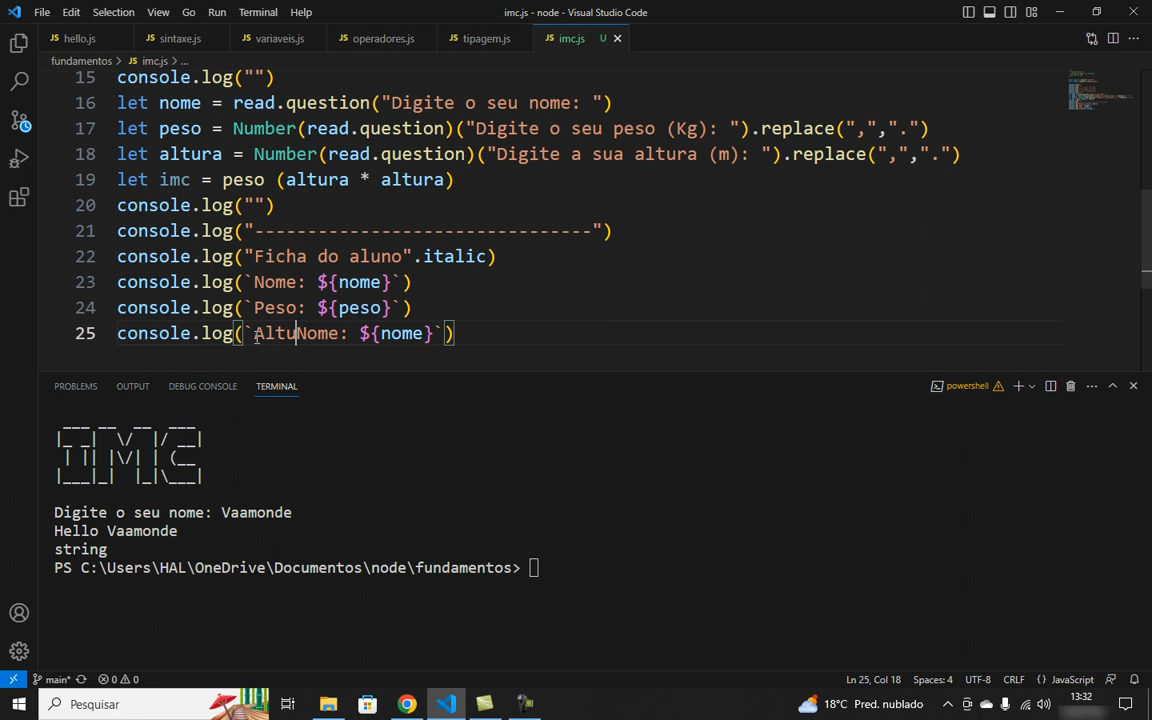 File Edit Selection View Go Run Terminal Help imc.js - node - Visual Studio Code
JS hello.js JS sintaxe.js JS variaveis.js JS operadores.js JS tipagem.js JS imc.js U
fundamentos > JS imc.js > ...
15 console.log("")
16 let nome = read.question("Digite o seu nome: ")
17 let peso = Number(read.question)("Digite o seu peso (Kg): ").replace(",",".")
18 let altura = Number(read.question)("Digite a sua altura (m): ").replace(",",".")
19 let imc = peso (altura * altura)
20 console.log("")
21 console.log("--------------------------------")
22 console.log("Ficha do aluno".italic)
23 console.log(`Nome: ${nome}`)
24 console.log(`Peso: ${peso}`)
25 console.log(`AltuNome: ${nome}`)
PROBLEMS OUTPUT DEBUG CONSOLE TERMINAL powershell
 ___ __  __  ___
|_ _|  \/  |/ __|
 | || |\/| | (__
|___|_|  |_|\___|
Digite o seu nome: Vaamonde
Hello Vaamonde
string
PS C:\Users\HAL\OneDrive\Documentos\node\fundamentos>
main* 0 0 Ln 25, Col 18 Spaces: 4 UTF-8 CRLF {} JavaScript
Pesquisar 18°C Pred. nublado 13:32